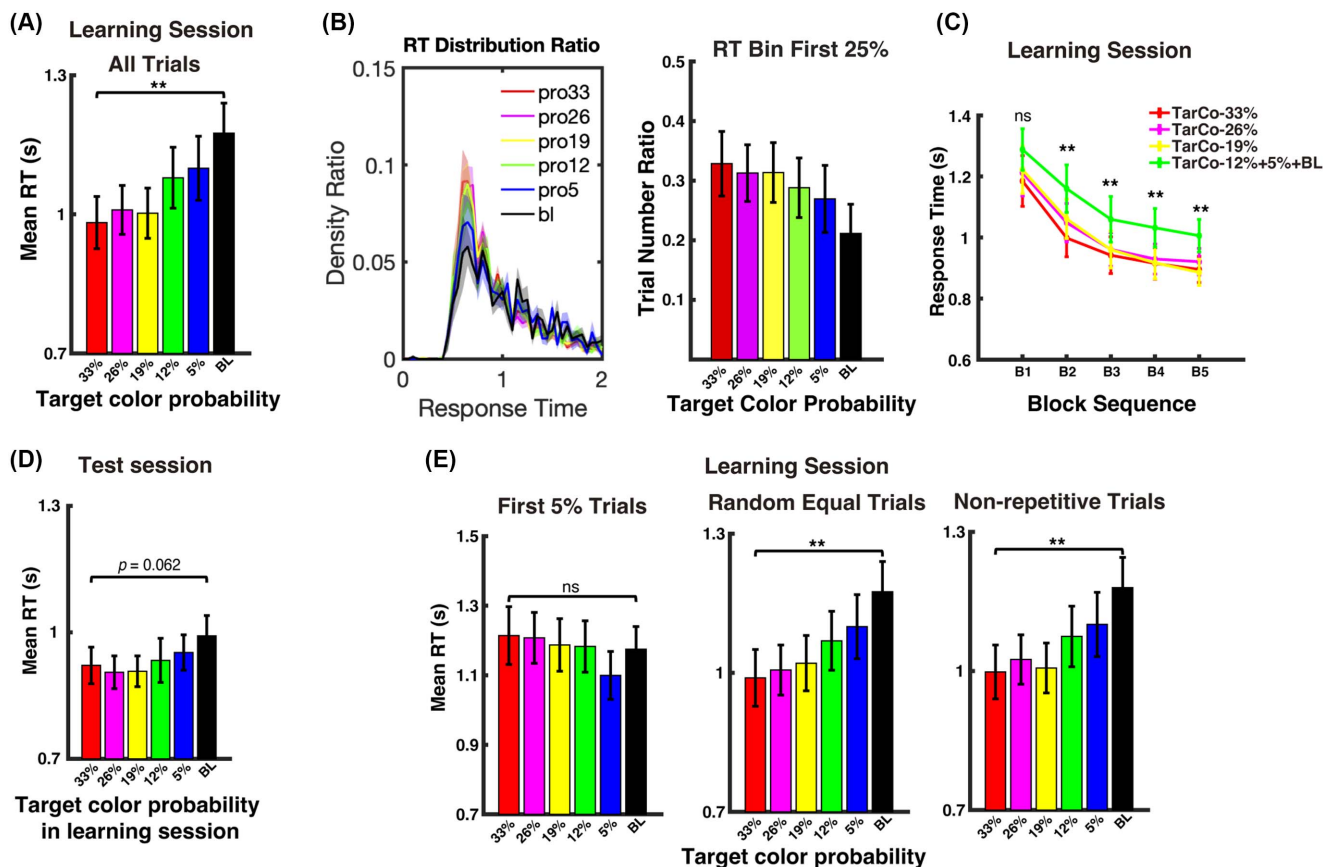 (A)
Learning Session
All Trials
Mean RT (s)
1.3
1
0.7
**
33%
26%
19%
12%
5%
BL
Target color probability
(B)
RT Distribution Ratio
Density Ratio
0.15
0.1
0.05
0
pro33
pro26
pro19
pro12
pro5
bl
0
1
2
Response Time
RT Bin First 25%
Trial Number Ratio
0.5
0.4
0.3
0.2
0.1
33%
26%
19%
12%
5%
BL
Target Color Probability
(C)
Learning Session
Response Time (s)
1.4
1.2
1
0.8
0.6
ns
**
**
**
**
TarCo-33%
TarCo-26%
TarCo-19%
TarCo-12%+5%+BL
B1
B2
B3
B4
B5
Block Sequence
(D)
Test session
Mean RT (s)
1.3
1
0.7
p = 0.062
33%
26%
19%
12%
5%
BL
Target color probability
in learning session
(E)
Learning Session
First 5% Trials
Mean RT (s)
1.5
1.3
1.1
0.9
0.7
ns
33%
26%
19%
12%
5%
BL
Random Equal Trials
1.3
1
0.7
**
33%
26%
19%
12%
5%
BL
Target color probability
Non-repetitive Trials
1.3
1
0.7
**
33%
26%
19%
12%
5%
BL